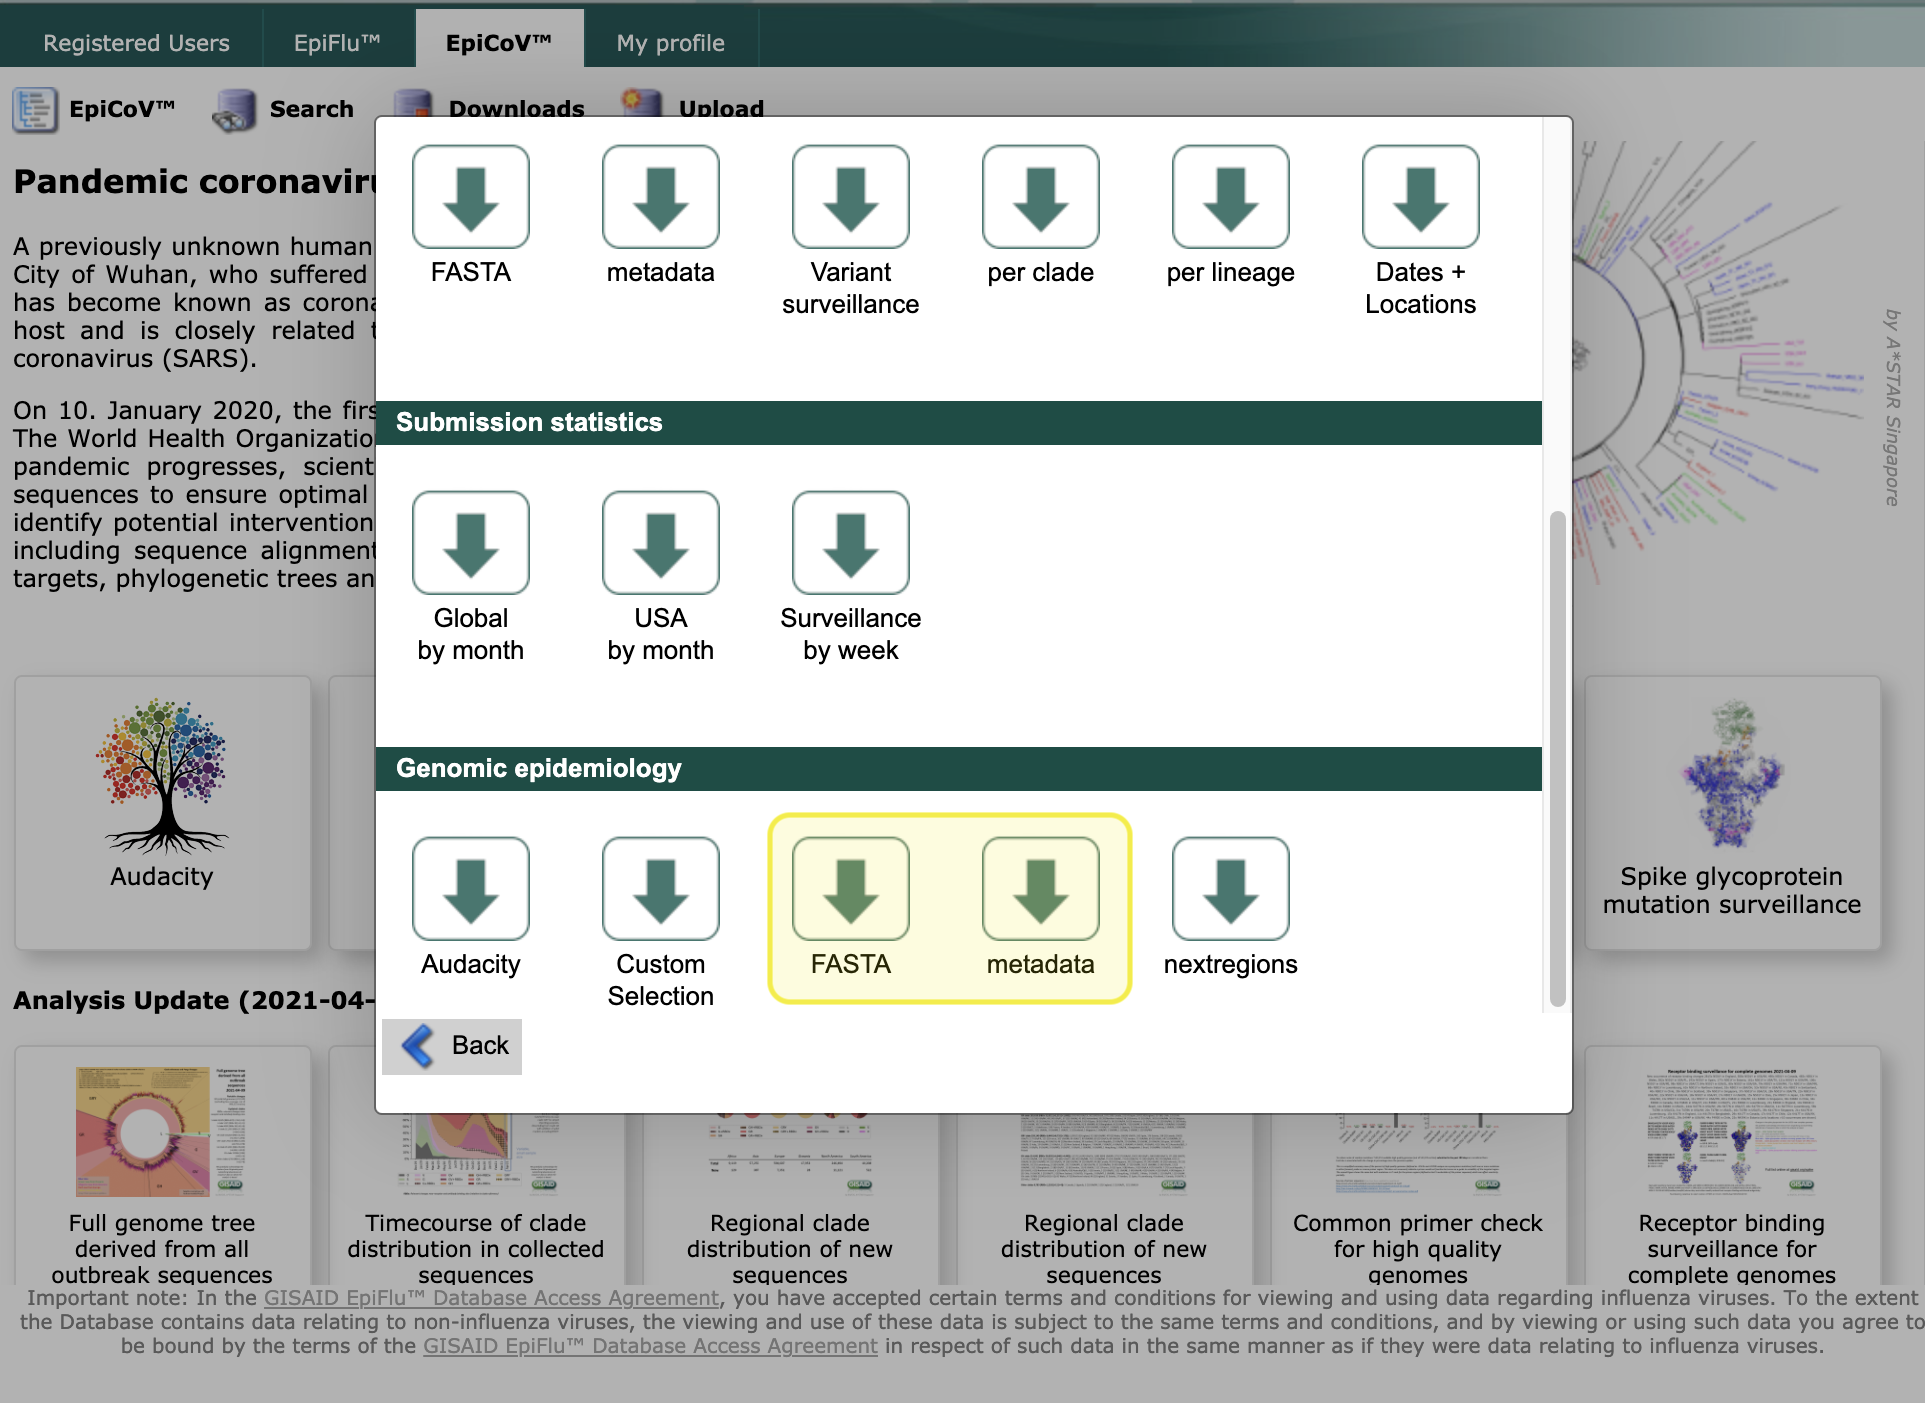 Registered Users
EpiFlu™
EpiCoV™
My profile
EpiCoV™
Search
Downloads
Upload
Pandemic coronaviru
A previously unknown human
City of Wuhan, who suffered
has become known as corona
host and is closely related t
coronavirus (SARS).
On 10. January 2020, the firs
The World Health Organizatio
pandemic progresses, scient
sequences to ensure optimal
identify potential intervention
including sequence alignment
targets, phylogenetic trees an
by A*STAR Singapore
FASTA
metadata
Variant
surveillance
per clade
per lineage
Dates +
Locations
Submission statistics
Global
by month
USA
by month
Surveillance
by week
Genomic epidemiology
Audacity
Custom
Selection
FASTA
metadata
nextregions
Back
Audacity
Spike glycoprotein
mutation surveillance
Analysis Update (2021-04-
Full genome tree
derived from all
outbreak sequences
Timecourse of clade
distribution in collected
sequences
Regional clade
distribution of new
sequences
Regional clade
distribution of new
sequences
Common primer check
for high quality
genomes
Receptor binding
surveillance for
complete genomes
Important note: In the GISAID EpiFlu™ Database Access Agreement, you have accepted certain terms and conditions for viewing and using data regarding influenza viruses. To the extent
the Database contains data relating to non-influenza viruses, the viewing and use of these data is subject to the same terms and conditions, and by viewing or using such data you agree to
be bound by the terms of the GISAID EpiFlu™ Database Access Agreement in respect of such data in the same manner as if they were data relating to influenza viruses.